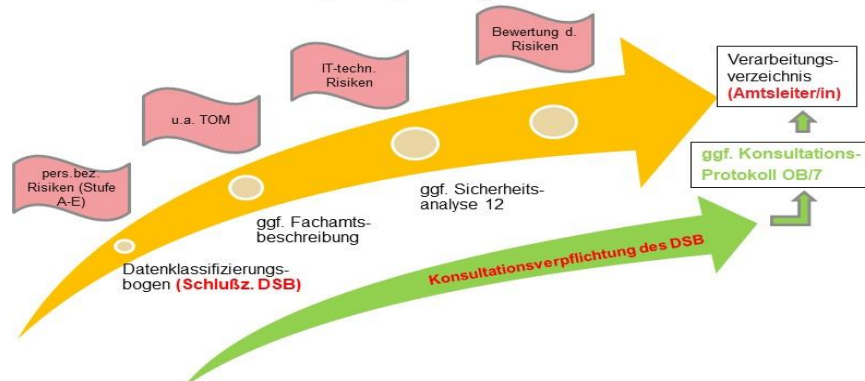 Bewertung d.
Risiken
IT-techn.
Risiken
u.a. TOM
pers.bez.
Risiken (Stufe
A-E)
Verarbeitungs-
verzeichnis
(Amtsleiter/in)
ggf. Konsultations-
Protokoll OB/7
ggf. Sicherheits-
analyse 12
ggf. Fachamts-
beschreibung
Datenklassifizierungs-
bogen (Schlußz. DSB)
Konsultationsverpflichtung des DSB